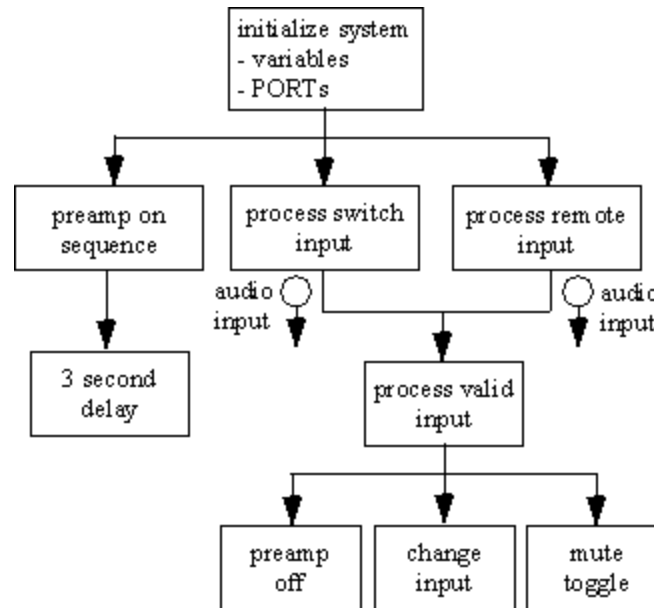 initialize system
- variables
- PORTs
preamp on
sequence
process switch
input
process remote
input
audio
input
audio
input
3 second
delay
process valid
input
preamp
off
change
input
mute
toggle